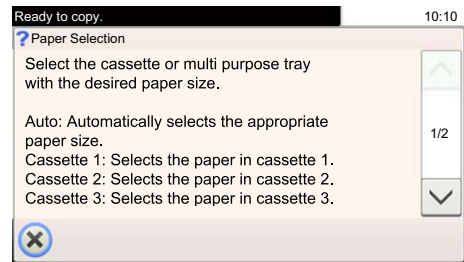 Ready to copy.
10:10
?Paper Selection
Select the cassette or multi purpose tray
with the desired paper size.
Auto: Automatically selects the appropriate
paper size.
Cassette 1: Selects the paper in cassette 1.
Cassette 2: Selects the paper in cassette 2.
Cassette 3: Selects the paper in cassette 3.
1/2